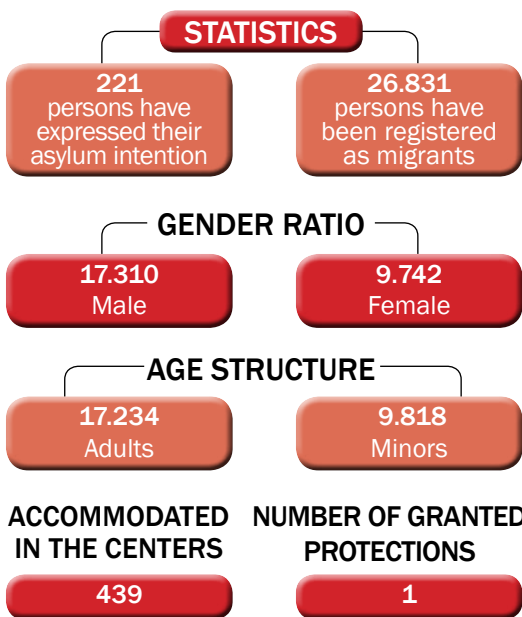 STATISTICS
221
persons have
expressed their
asylum intention
26.831
persons have
been registered
as migrants
GENDER RATIO
17.310
Male
9.742
Female
AGE STRUCTURE
17.234
Adults
9.818
Minors
ACCOMMODATED
IN THE CENTERS
439
NUMBER OF GRANTED
PROTECTIONS
1